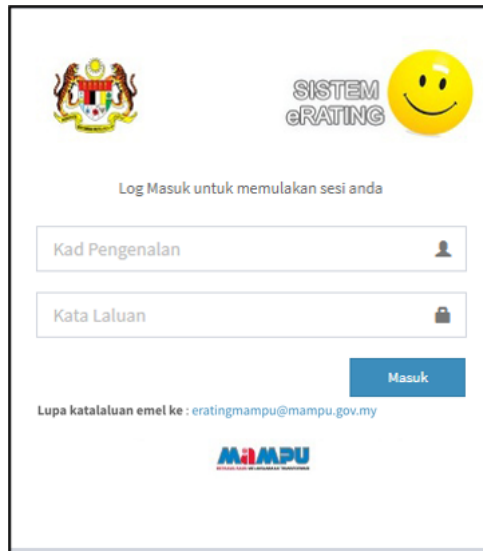 SISTEM
eRATING
Log Masuk untuk memulakan sesi anda
Kad Pengenalan
Kata Laluan
Masuk
Lupa katalaluan emel ke : eratingmampu@mampu.gov.my
MAMPU